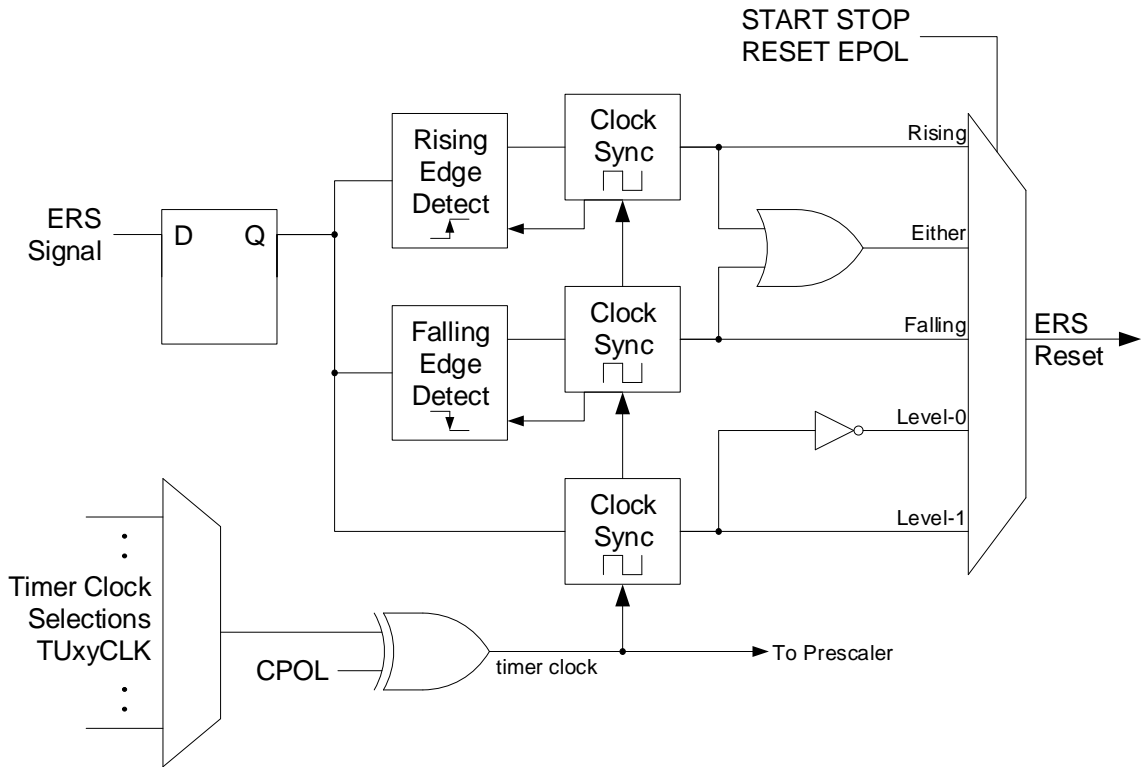 START STOP
RESET EPOL
Rising
Edge
Detect
Clock
Sync
Rising
ERS
Signal
D
Q
Either
Falling
Edge
Detect
Clock
Sync
Falling
ERS
Reset
Level-0
Clock
Sync
Level-1
Timer Clock
Selections
TUxyCLK
CPOL
timer clock
To Prescaler